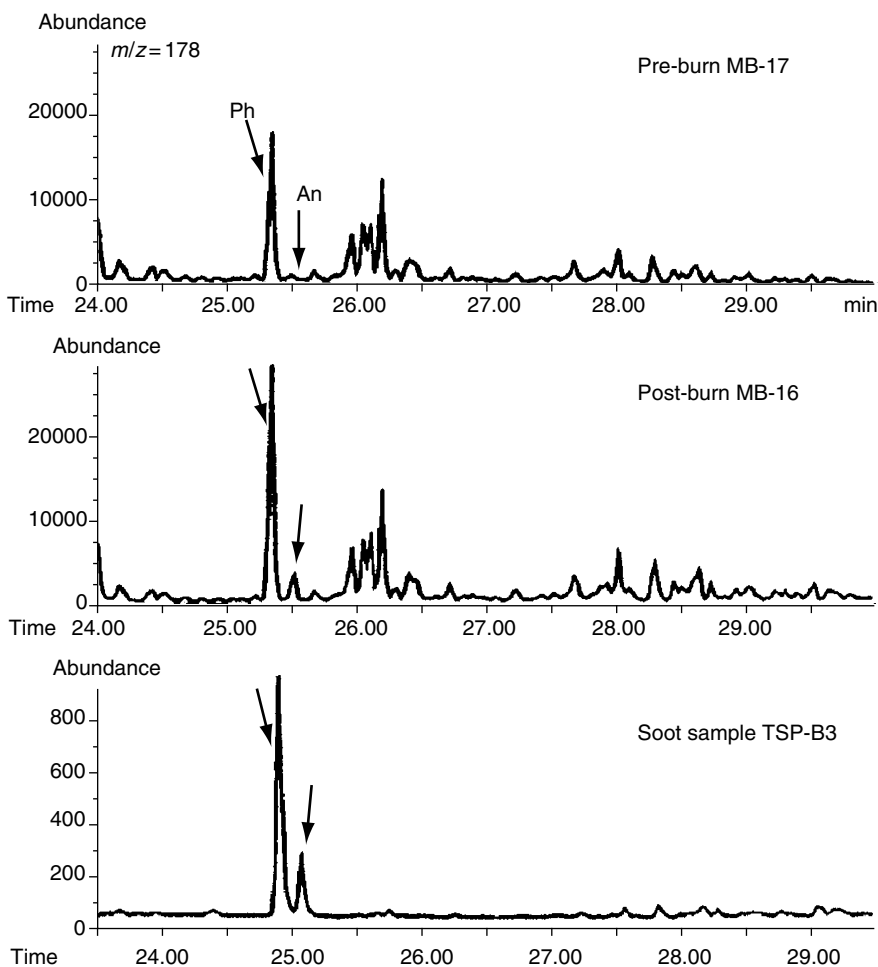 Abundance
m/z=178
Pre-burn MB-17
20000
Ph
An
10000
0
Time 24.00 25.00 26.00 27.00 28.00 29.00 min
Abundance
Post-burn MB-16
20000
10000
0
Time 24.00 25.00 26.00 27.00 28.00 29.00
Abundance
800
Soot sample TSP-B3
600
400
200
0
Time 24.00 25.00 26.00 27.00 28.00 29.00